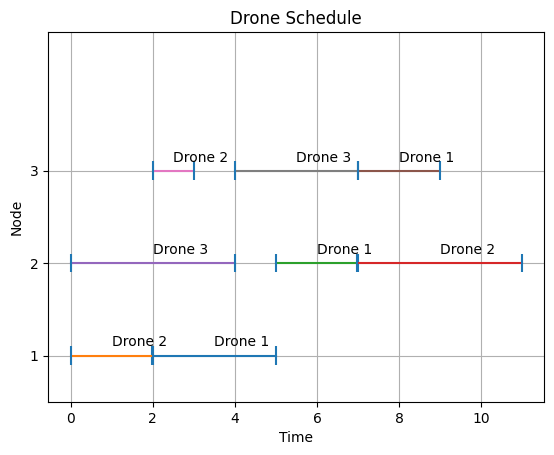 Drone Schedule
Drone 2 Drone 3 Drone 1
3
Drone 3 Drone 1 Drone 2
2
Drone 2 Drone 1
1
Node
0 2 4 6 8 10
Time